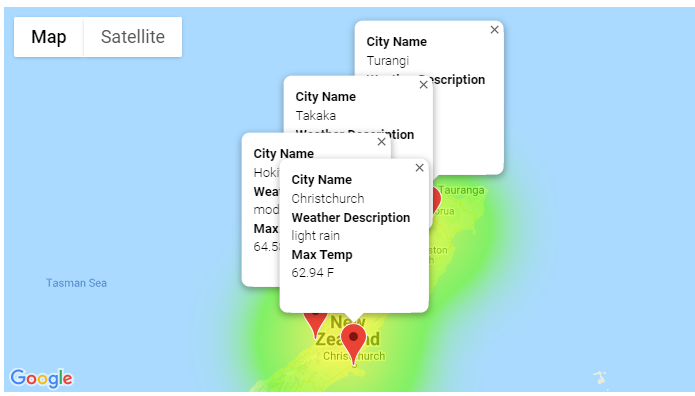 Map
Satellite
City Name
Turangi
Weather Description
City Name
Takaka
Weather Description
City Name
Hoki
Wea
mod
Max
64.5
City Name
Christchurch
Weather Description
light rain
Max Temp
62.94 F
Tauranga
orua
ston
h
Tasman Sea
New
Zealand
Christchurch
Google